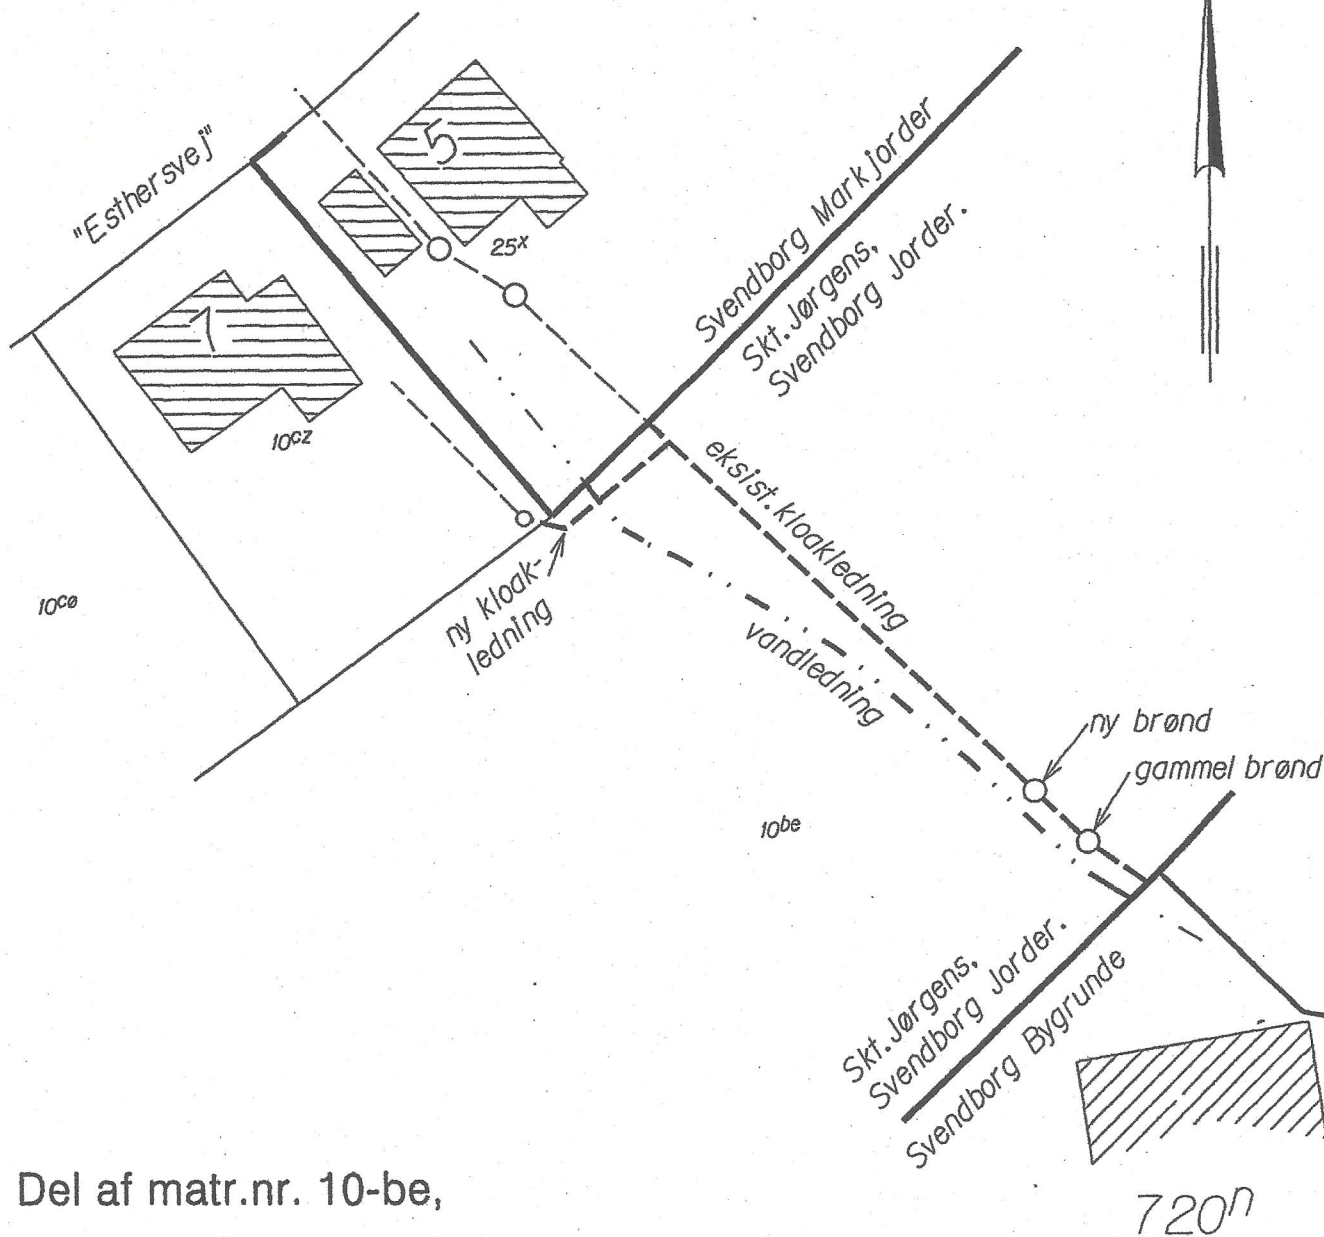 "Esthersvej"
5
25x
7
10cz
10cø
Svendborg Markjorder
Skt.Jørgens,
Svendborg Jorder.
eksist.kloakledning
ny kloak-
ledning
vandledning
ny brønd
gammel brønd
10be
Skt.Jørgens,
Svendborg Jorder.
Svendborg Bygrunde
Del af matr.nr. 10-be,
720n